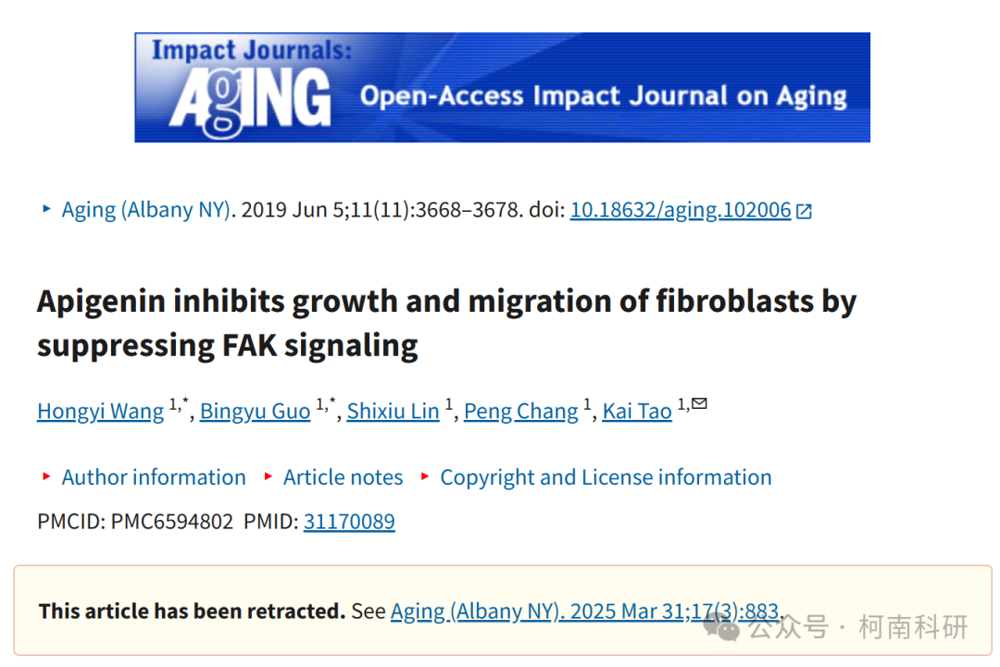 Impact Journals:
AgING
Open-Access Impact Journal on Aging
▸ Aging (Albany NY). 2019 Jun 5;11(11):3668–3678. doi: 10.18632/aging.102006
Apigenin inhibits growth and migration of fibroblasts by
suppressing FAK signaling
Hongyi Wang 1,*, Bingyu Guo 1,*, Shixiu Lin 1, Peng Chang 1, Kai Tao 1,✉
▸ Author information ▸ Article notes ▸ Copyright and License information
PMCID: PMC6594802 PMID: 31170089
This article has been retracted. See Aging (Albany NY). 2025 Mar 31;17(3):883.
公众号 · 柯南科研